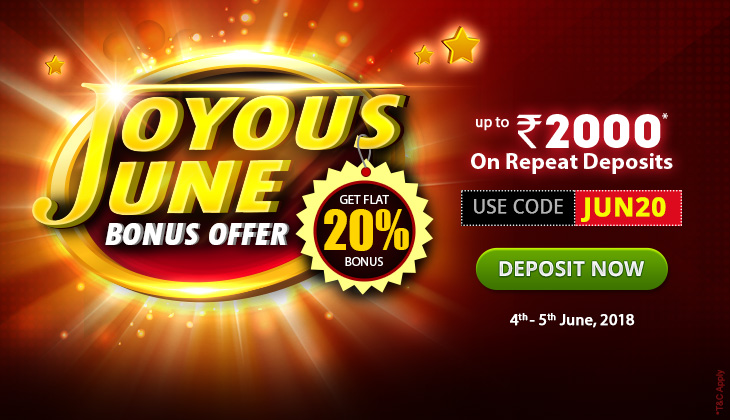 JOYOUS
JUNE
BONUS OFFER
GET FLAT
20%
BONUS
up to ₹2000*
On Repeat Deposits
USE CODE JUN20
DEPOSIT NOW
4th - 5th June, 2018
*T&C Apply